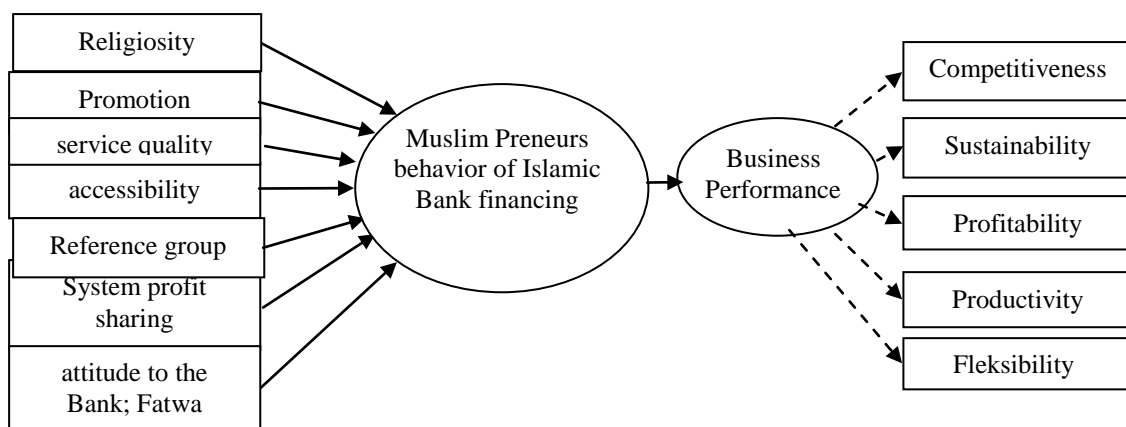 Religiosity
Promotion
service quality
accessibility
Reference group
System profit
sharing
attitude to the
Bank; Fatwa
Muslim Preneurs
behavior of Islamic
Bank financing
Business
Performance
Competitiveness
Sustainability
Profitability
Productivity
Fleksibility